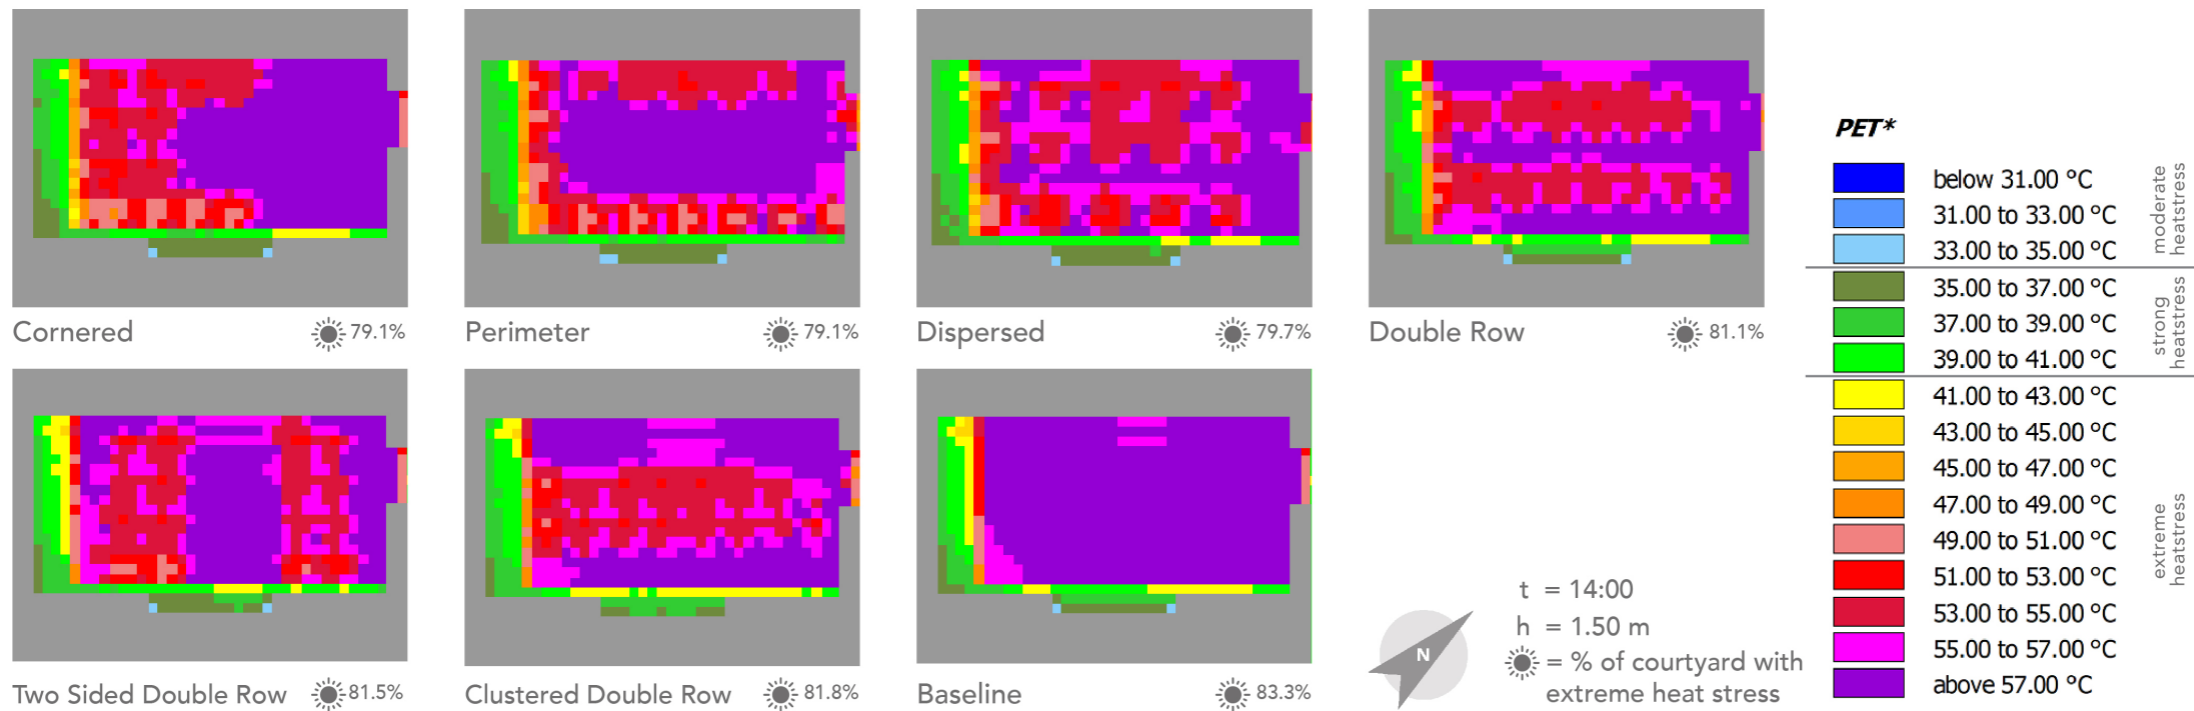 Cornered 79.1%
Perimeter 79.1%
Dispersed 79.7%
Double Row 81.1%
Two Sided Double Row 81.5%
Clustered Double Row 81.8%
Baseline 83.3%
N
t = 14:00
h = 1.50 m
= % of courtyard with
extreme heat stress
PET*
below 31.00 °C
31.00 to 33.00 °C
33.00 to 35.00 °C
moderate
heatstress
35.00 to 37.00 °C
37.00 to 39.00 °C
39.00 to 41.00 °C
strong
heatstress
41.00 to 43.00 °C
43.00 to 45.00 °C
45.00 to 47.00 °C
47.00 to 49.00 °C
49.00 to 51.00 °C
51.00 to 53.00 °C
53.00 to 55.00 °C
55.00 to 57.00 °C
above 57.00 °C
extreme
heatstress